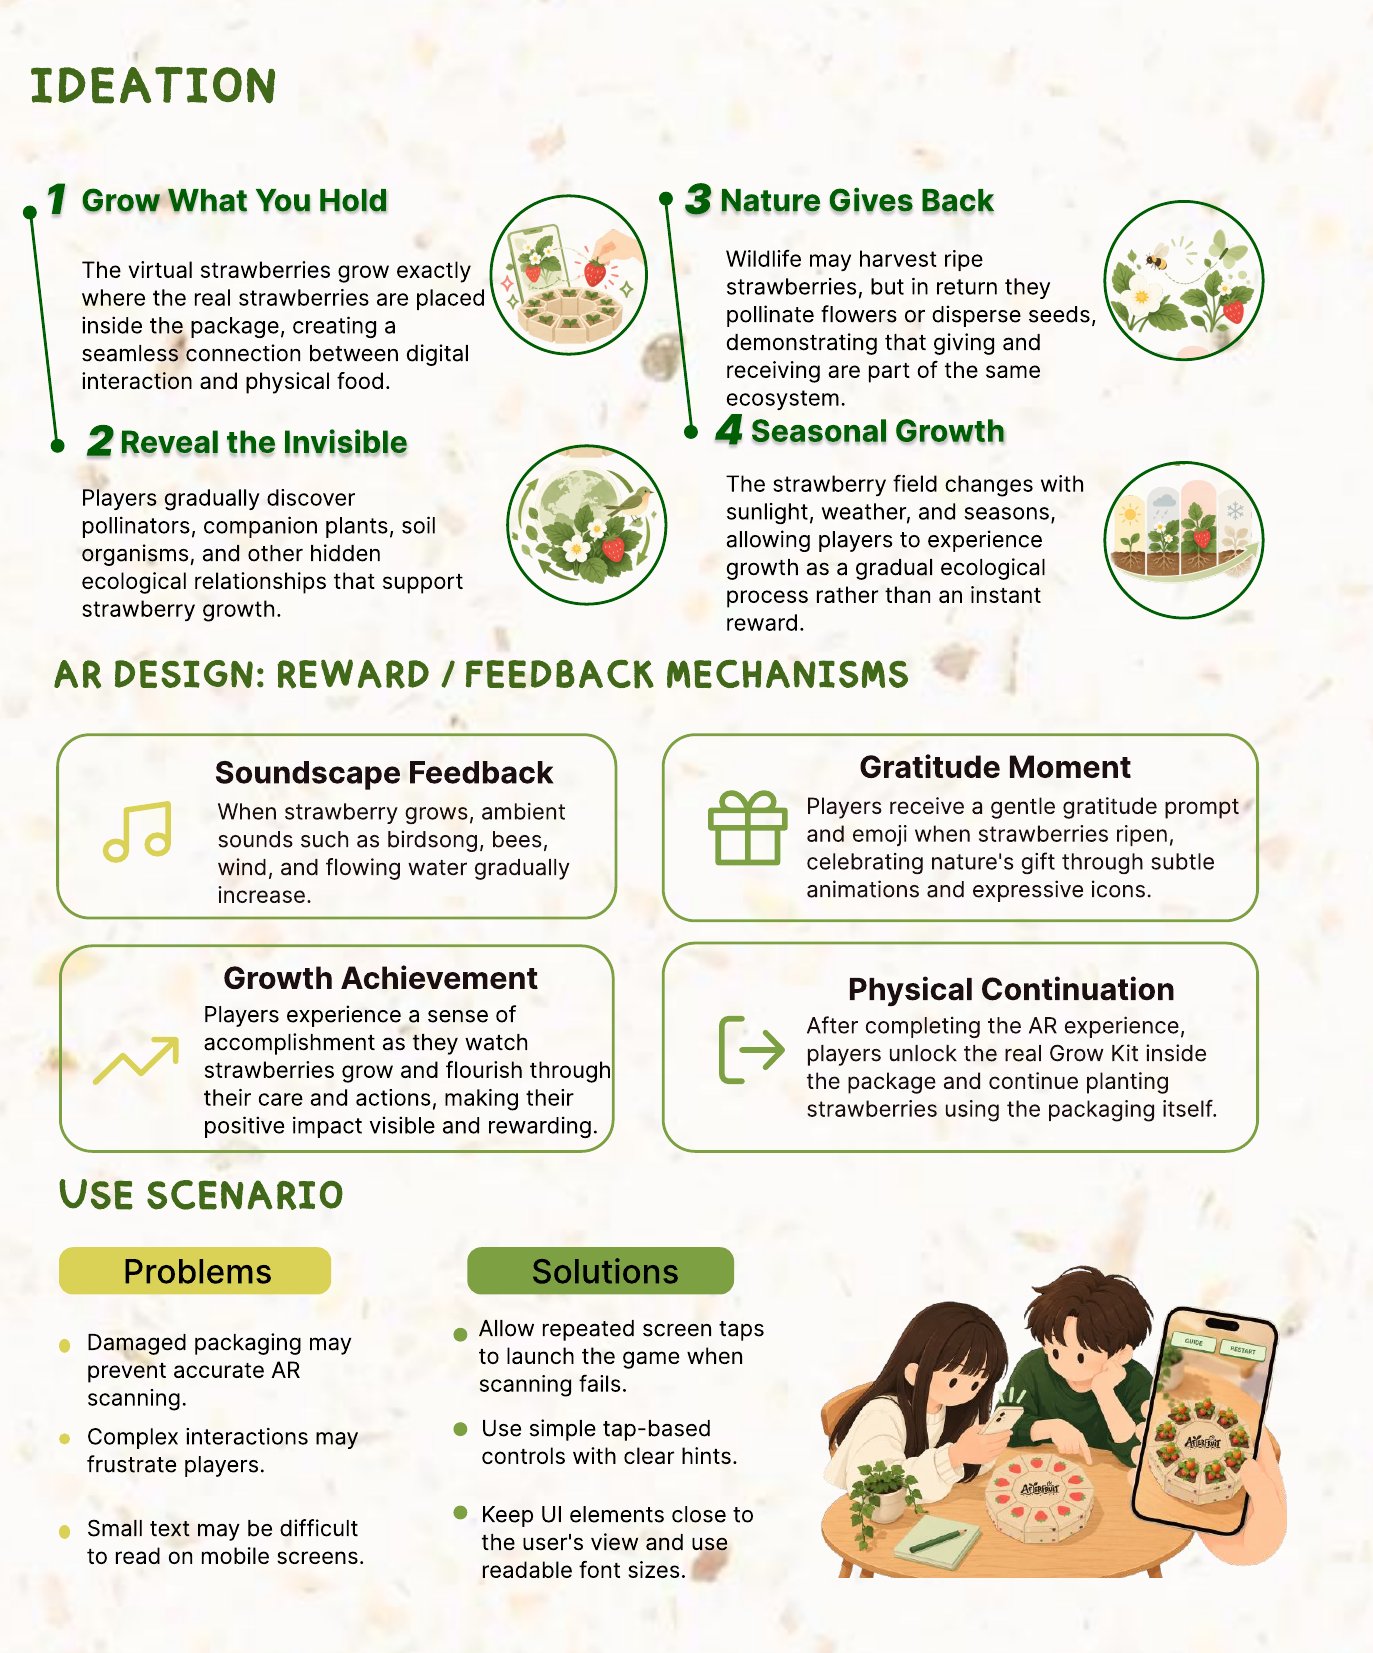 IDEATION
1 Grow What You Hold
The virtual strawberries grow exactly
where the real strawberries are placed
inside the package, creating a
seamless connection between digital
interaction and physical food.
2 Reveal the Invisible
Players gradually discover
pollinators, companion plants, soil
organisms, and other hidden
ecological relationships that support
strawberry growth.
3 Nature Gives Back
Wildlife may harvest ripe
strawberries, but in return they
pollinate flowers or disperse seeds,
demonstrating that giving and
receiving are part of the same
ecosystem.
4 Seasonal Growth
The strawberry field changes with
sunlight, weather, and seasons,
allowing players to experience
growth as a gradual ecological
process rather than an instant
reward.
AR DESIGN: REWARD / FEEDBACK MECHANISMS
Soundscape Feedback
When strawberry grows, ambient
sounds such as birdsong, bees,
wind, and flowing water gradually
increase.
Gratitude Moment
Players receive a gentle gratitude prompt
and emoji when strawberries ripen,
celebrating nature's gift through subtle
animations and expressive icons.
Growth Achievement
Players experience a sense of
accomplishment as they watch
strawberries grow and flourish through
their care and actions, making their
positive impact visible and rewarding.
Physical Continuation
After completing the AR experience,
players unlock the real Grow Kit inside
the package and continue planting
strawberries using the packaging itself.
USE SCENARIO
Problems
Damaged packaging may
prevent accurate AR
scanning.
Complex interactions may
frustrate players.
Small text may be difficult
to read on mobile screens.
Solutions
Allow repeated screen taps
to launch the game when
scanning fails.
Use simple tap-based
controls with clear hints.
Keep UI elements close to
the user's view and use
readable font sizes.
GUIDE
RESTART
AFTERFRUIT
AFTERFRUIT